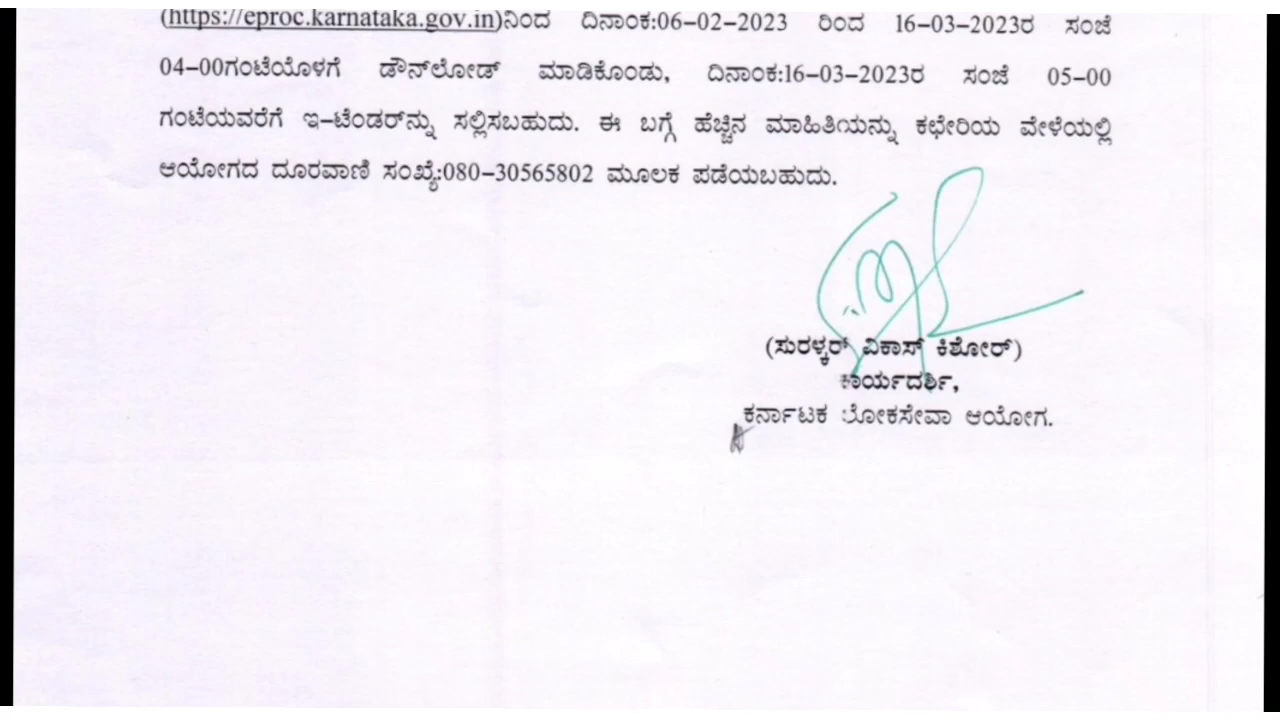 (https://eproc.karnataka.gov.in)ನಿಂದ ದಿನಾಂಕ:06-02-2023 ರಿಂದ 16-03-2023ರ ಸಂಜೆ
04-00ಗಂಟೆಯೊಳಗೆ ಡೌನ್‌ಲೋಡ್ ಮಾಡಿಕೊಂಡು, ದಿನಾಂಕ:16-03-2023ರ ಸಂಜೆ 05-00
ಗಂಟೆಯವರೆಗೆ ಇ-ಟೆಂಡರ್‌ನ್ನು ಸಲ್ಲಿಸಬಹುದು. ಈ ಬಗ್ಗೆ ಹೆಚ್ಚಿನ ಮಾಹಿತಿಯನ್ನು ಕಛೇರಿಯ ವೇಳೆಯಲ್ಲಿ
ಆಯೋಗದ ದೂರವಾಣಿ ಸಂಖ್ಯೆ:080-30565802 ಮೂಲಕ ಪಡೆಯಬಹುದು.
(ಸುರಳ್ಕರ್ ವಿಕಾಸ್ ಕಿಶೋರ್)
ಕಾರ್ಯದರ್ಶಿ,
ಕರ್ನಾಟಕ ಲೋಕಸೇವಾ ಆಯೋಗ.